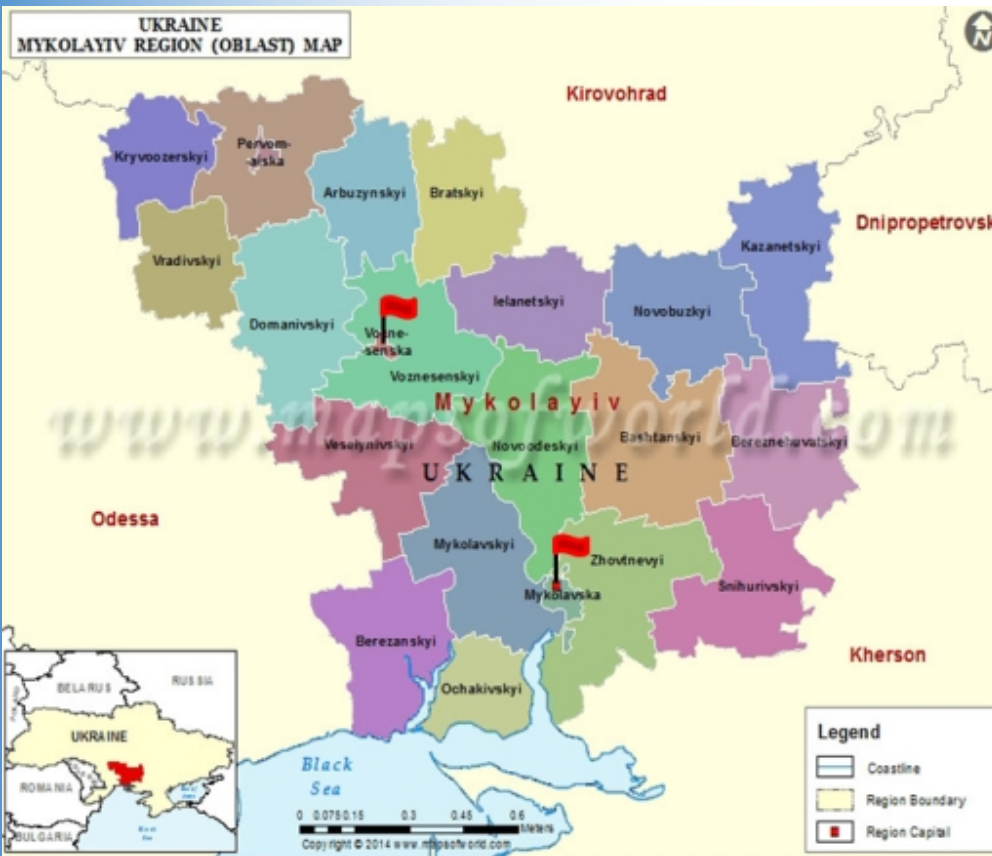 UKRAINE
MYKOLAYIV REGION (OBLAST) MAP
N
Kirovohrad
Dnipropetrovsk
Kryvoozerskyi
Pervom-
-aiska
Arbuzynskyi
Bratskyi
Kazanetskyi
Vradivskyi
Domanivskyi
Ielanetskyi
Novobuzkyi
Vozne-
-senska
Voznesenskyi
Mykolayiv
www.mapsofworld.com
Veselynivskyi
Novoodeskyi
Bashtanskyi
Bereznehuvatskyi
UKRAINE
Odessa
Mykolavskyi
Zhovtnevyi
Snihurivskyi
Mykolavska
Berezanskyi
Kherson
Ochakivskyi
BELARUS
RUSSIA
UKRAINE
ROMANIA
BULGARIA
Black
Sea
0 0.075 0.15 0.3 0.45 0.6
Meters
Copyright © 2014 www.mapsofworld.com
Legend
Coastline
Region Boundary
Region Capital